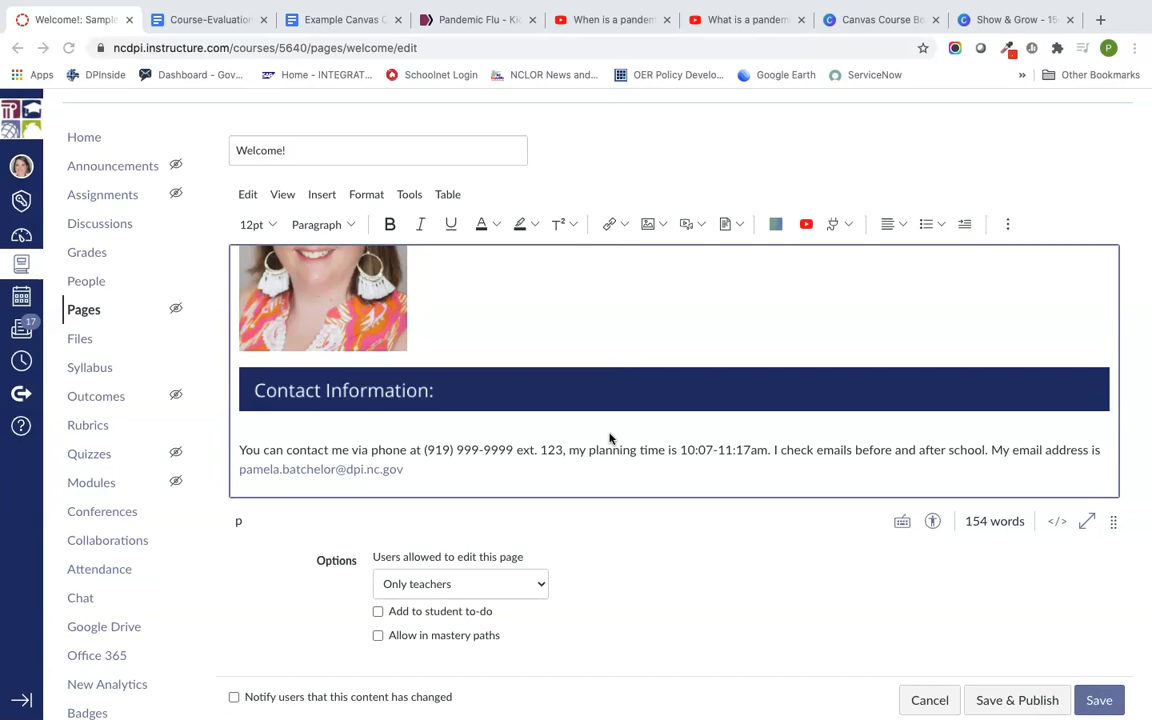 Welcome!: Sample
Course-Evaluation
Example Canvas C
Pandemic Flu - Kid
When is a pandem
What is a pandem
Canvas Course Be
Show & Grow - 15
ncdpi.instructure.com/courses/5640/pages/welcome/edit
P
Apps
DPInside
Dashboard - Gov...
Home - INTEGRAT...
Schoolnet Login
NCLOR News and...
OER Policy Develo...
Google Earth
ServiceNow
»
Other Bookmarks
17
Home
Announcements
Assignments
Discussions
Grades
People
Pages
Files
Syllabus
Outcomes
Rubrics
Quizzes
Modules
Conferences
Collaborations
Attendance
Chat
Google Drive
Office 365
New Analytics
Badges
Welcome!
Edit View Insert Format Tools Table
12pt Paragraph B I U A T²
Contact Information:
You can contact me via phone at (919) 999-9999 ext. 123, my planning time is 10:07-11:17am. I check emails before and after school. My email address is
pamela.batchelor@dpi.nc.gov
p
154 words
</>
Options
Users allowed to edit this page
Only teachers
Add to student to-do
Allow in mastery paths
Notify users that this content has changed
Cancel
Save & Publish
Save